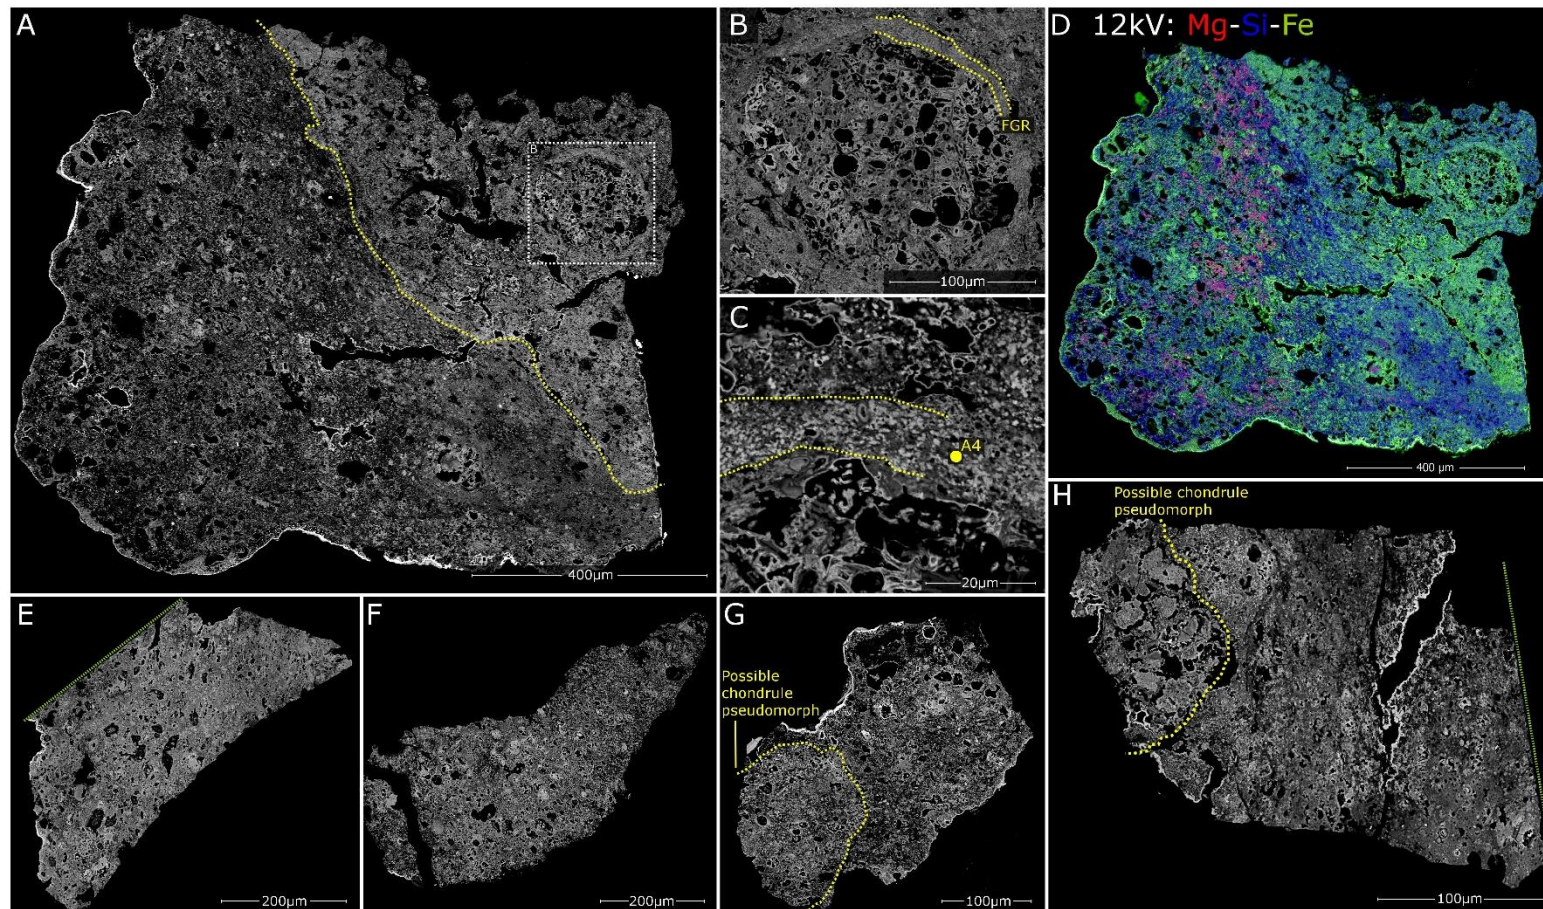 A
B
400µm
B
FGR
100µm
C
A4
20µm
D 12kV: Mg-Si-Fe
400 µm
E
200µm
F
200µm
G
Possible
chondrule
pseudomorph
100µm
H
Possible chondrule
pseudomorph
100µm